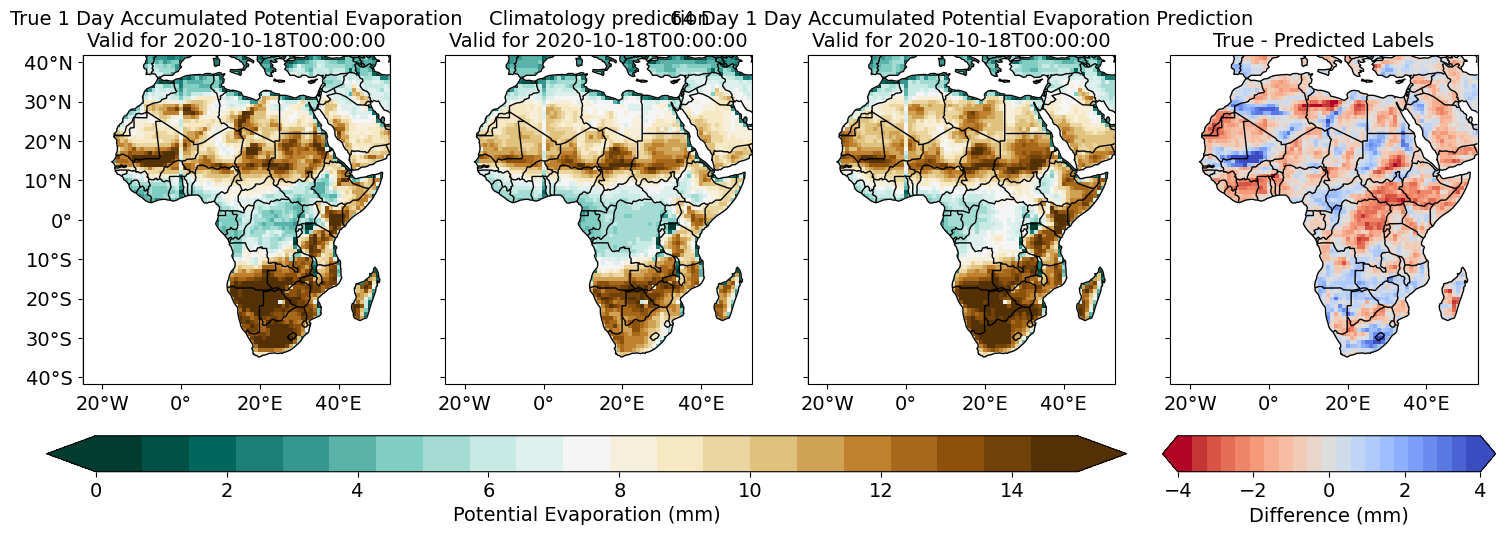 True 1 Day Accumulated Potential Evaporation
Valid for 2020-10-18T00:00:00
Climatology prediction
Valid for 2020-10-18T00:00:00
64 Day 1 Day Accumulated Potential Evaporation Prediction
Valid for 2020-10-18T00:00:00
True - Predicted Labels
40°N
30°N
20°N
10°N
0°
10°S
20°S
30°S
40°S
20°W 0° 20°E 40°E
20°W 0° 20°E 40°E
20°W 0° 20°E 40°E
20°W 0° 20°E 40°E
0 2 4 6 8 10 12 14
Potential Evaporation (mm)
−4 −2 0 2 4
Difference (mm)